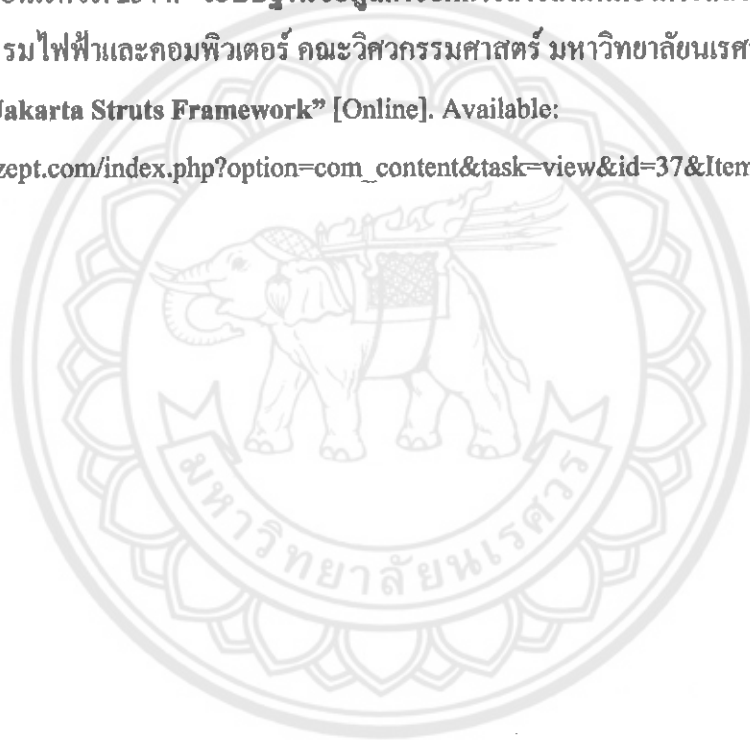 รมไฟฟ้าและคอมพิวเตอร์ คณะวิศวกรรมศาสตร์ มหาวิทยาลัยนเรศ
Jakarta Struts Framework” [Online]. Available:
zept.com/index.php?option=com_content&task=view&id=37&Item
มหาวิทยาลัยนเรศวร